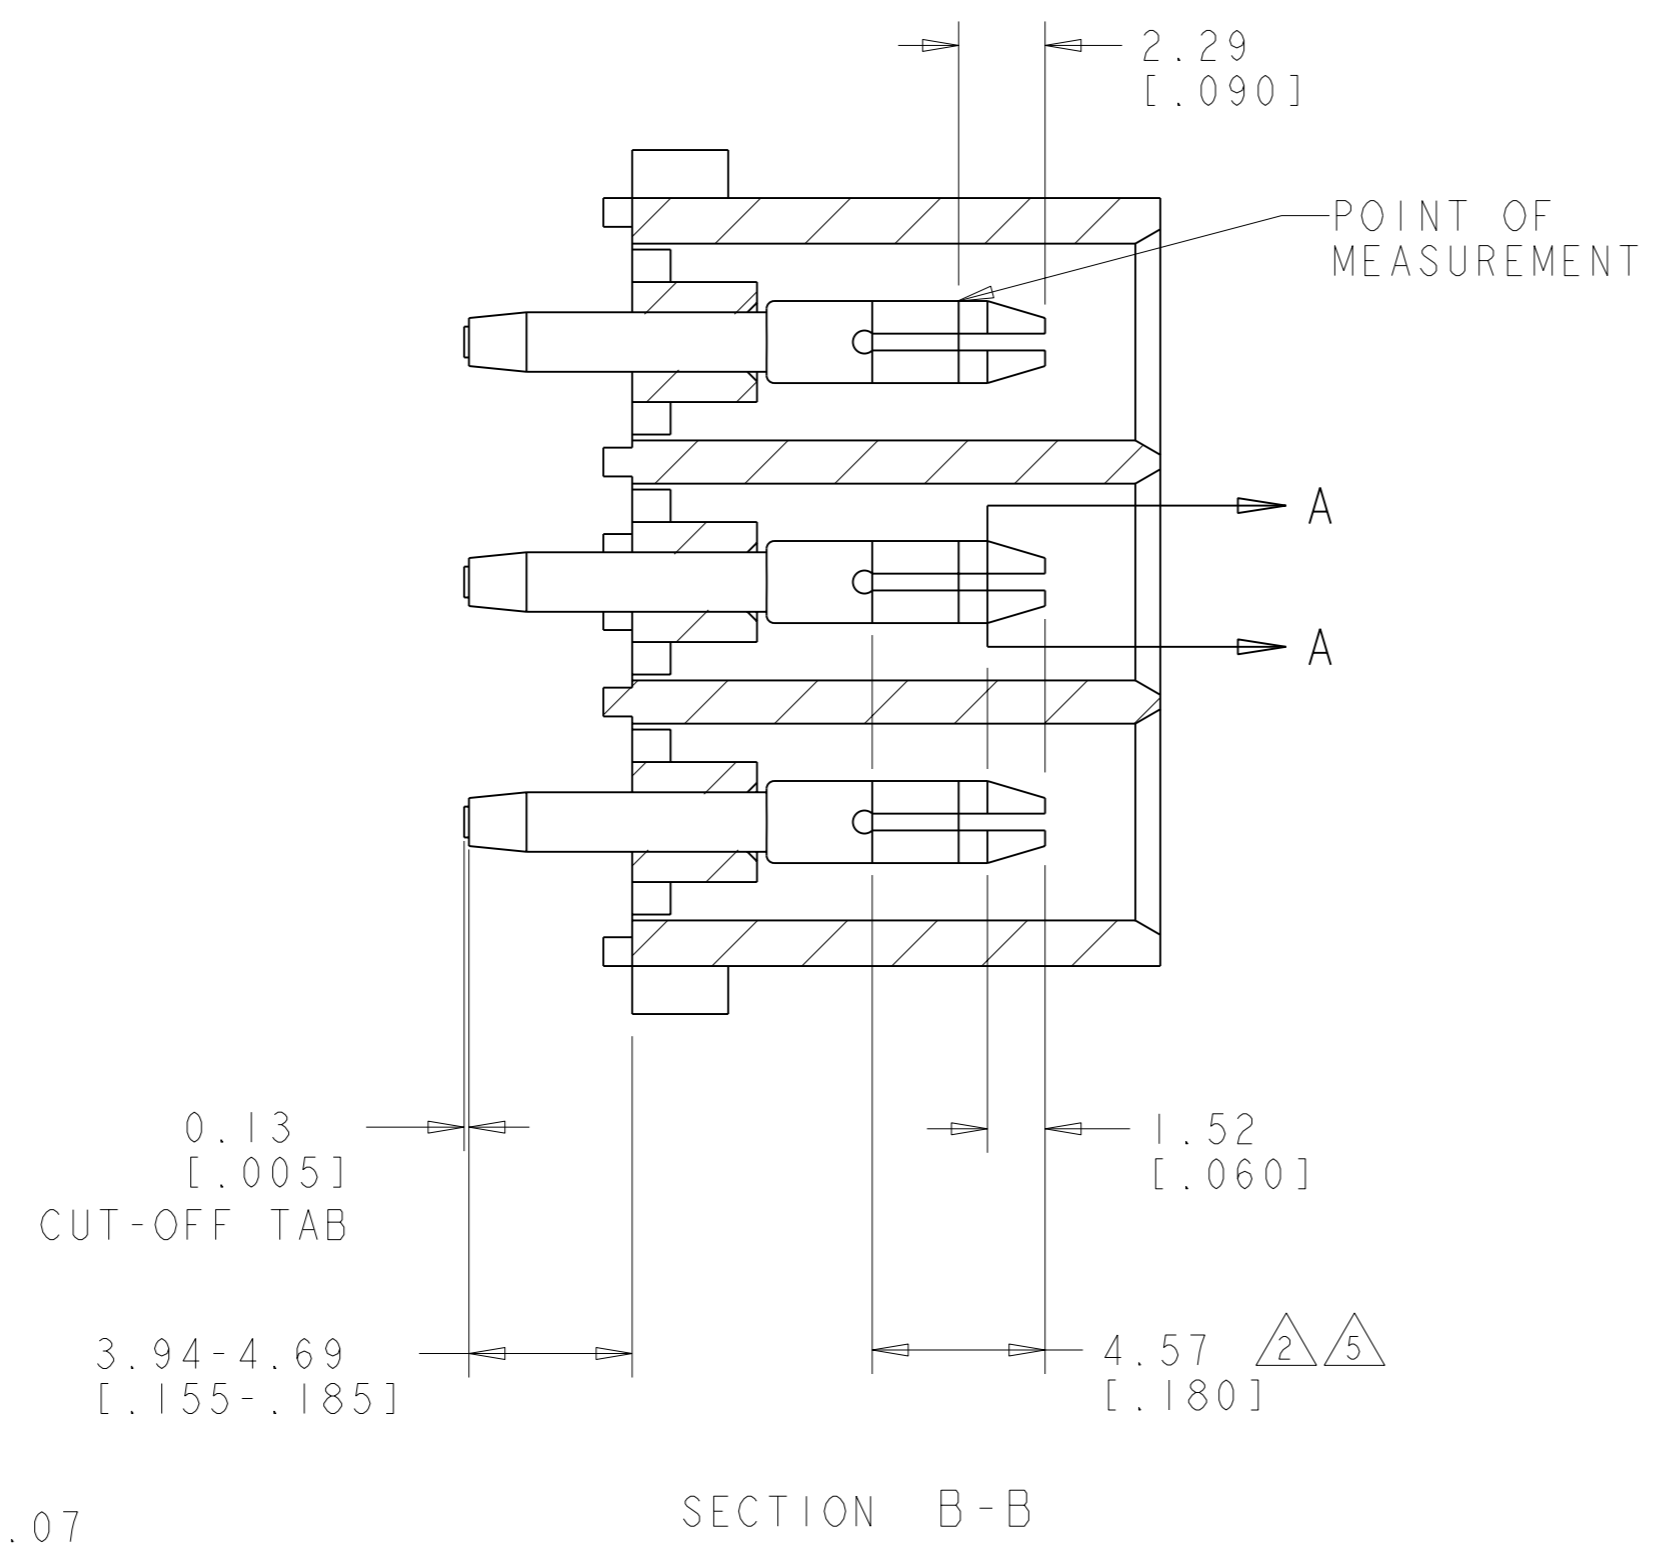 2.29
[.090]
POINT OF
MEASUREMENT
A
A
0.13
[.005]
CUT-OFF TAB
1.52
[.060]
3.94-4.69
[.155-.185]
4.57 2 5
[.180]
SECTION B-B
.07